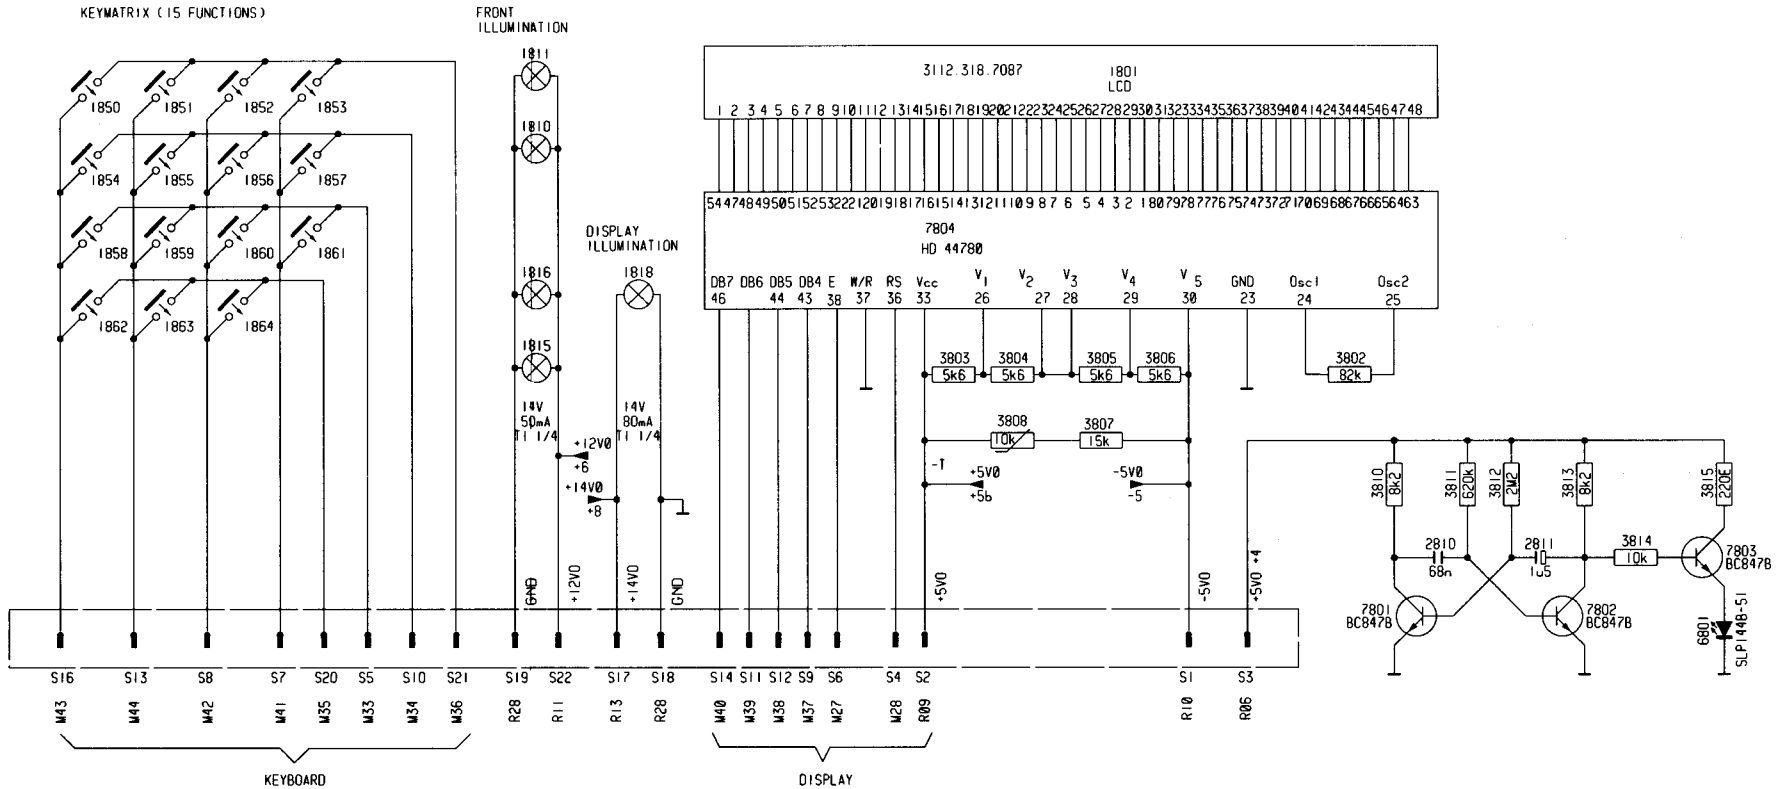 KEYMATRIX (15 FUNCTIONS)
1850 1851 1852 1853
1854 1855 1856 1857
1858 1859 1860 1861
1862 1863 1864
FRONT
ILLUMINATION
1811
1810
1816
1815
14V
50mA
T1 1/4
+12V0
+6
DISPLAY
ILLUMINATION
1818
14V
80mA
T1 1/4
+14V0
+8
GND
+12V0
+14V0
GND
3112.318.7087
1801
LCD
1 2 3 4 5 6 7 8 9 10 11 12 13 14 15 16 17 18 19 20 21 22 23 24 25 26 27 28 29 30 31 32 33 34 35 36 37 38 39 40 41 42 43 44 45 46 47 48
54 47 48 49 50 51 52 53 22 21 20 19 18 17 16 15 14 13 12 11 10 9 8 7 6 5 4 3 2 1 80 79 78 77 76 75 74 73 72 71 70 69 68 67 66 65 64 63
7804
HD 44780
DB7 DB6 DB5 DB4 E W/R RS Vcc V1 V2 V3 V4 V5 GND Osc1 Osc2
46 44 43 38 37 36 33 26 27 28 29 30 23 24 25
3803 3804 3805 3806 3802
5k6 5k6 5k6 5k6 82k
3808 3807
10k 15k
-T
+5V0
+5b
-5V0
-5
+5V0
-5V0
+5V0 +4
3810 8k2
3811 620k
3812 2M2
3813 8k2
3815 220E
2810
68n
2811
1u5
3814
10k
7803
BC847B
7801
BC847B
7802
BC847B
6801
SLP144B-51
S16 S13 S8 S7 S20 S5 S10 S21 S19 S22 S17 S18 S14 S11 S12 S9 S6 S4 S2 S1 S3
M43 M44 M42 M41 M35 M33 M34 M36 R28 R11 R13 R28 M40 M39 M38 M37 M27 M28 R09 R10 R06
KEYBOARD
DISPLAY